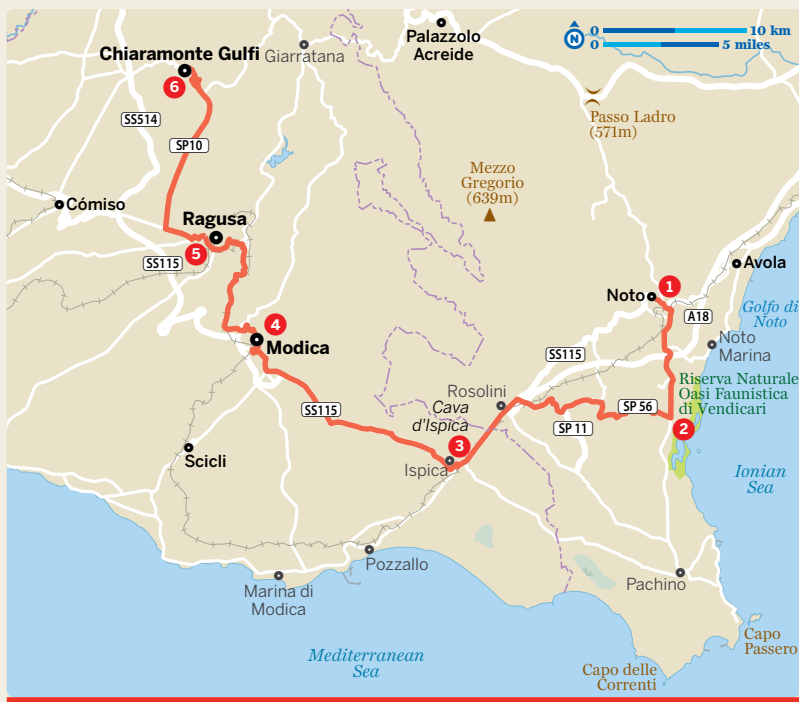 Palazzolo
Acreide
0 10 km
0 5 miles
N
Chiaramonte Gulfi
Giarratana
6
SS514
SP10
Passo Ladro
(571m)
Mezzo
Gregorio
(639m)
Cómiso
Ragusa
5
SS115
Avola
Noto
1
A18
Golfo di
Noto
Noto
Marina
4
Modica
SS115
Riserva Naturale
Oasi Faunistica
di Vendicari
Rosolini
Cava
d'Ispica
SP 56
SP 11
2
SS115
3
Ispica
Scicli
Ionian
Sea
Pozzallo
Marina di
Modica
Pachino
Mediterranean
Sea
Capo
Passero
Capo delle
Correnti